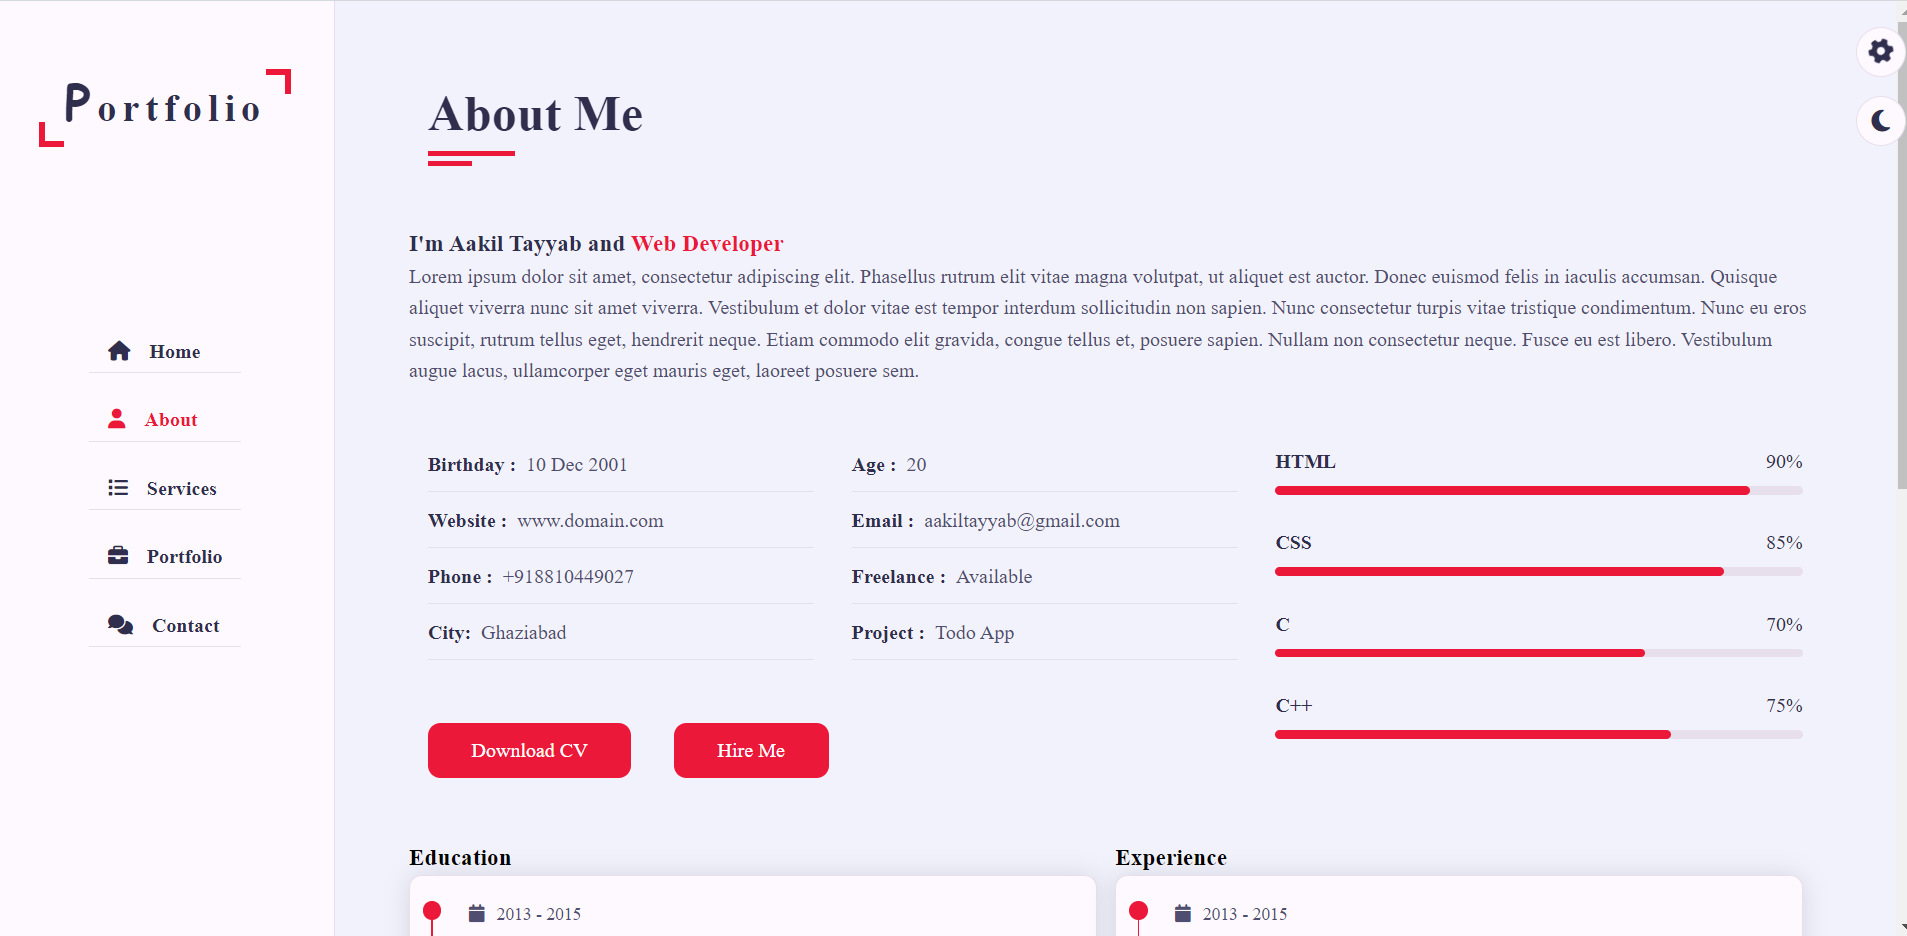 Portfolio
Home
About
Services
Portfolio
Contact
About Me
I'm Aakil Tayyab and Web Developer
Lorem ipsum dolor sit amet, consectetur adipiscing elit. Phasellus rutrum elit vitae magna volutpat, ut aliquet est auctor. Donec euismod felis in iaculis accumsan. Quisque
aliquet viverra nunc sit amet viverra. Vestibulum et dolor vitae est tempor interdum sollicitudin non sapien. Nunc consectetur turpis vitae tristique condimentum. Nunc eu eros
suscipit, rutrum tellus eget, hendrerit neque. Etiam commodo elit gravida, congue tellus et, posuere sapien. Nullam non consectetur neque. Fusce eu est libero. Vestibulum
augue lacus, ullamcorper eget mauris eget, laoreet posuere sem.
Birthday : 10 Dec 2001
Age : 20
Website : www.domain.com
Email : aakiltayyab@gmail.com
Phone : +918810449027
Freelance : Available
City: Ghaziabad
Project : Todo App
HTML 90%
CSS 85%
C 70%
C++ 75%
Download CV
Hire Me
Education
2013 - 2015
Experience
2013 - 2015